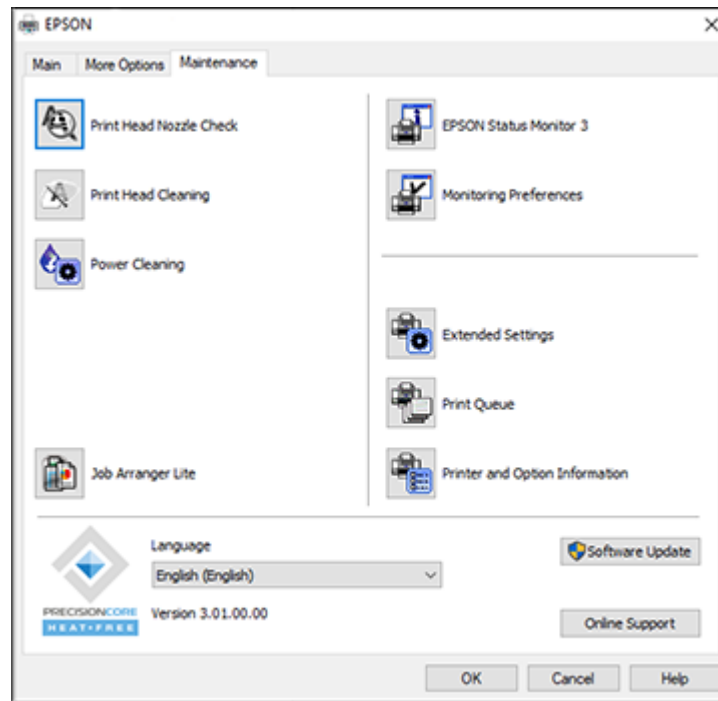 EPSON
Main More Options Maintenance
Print Head Nozzle Check
EPSON Status Monitor 3
Print Head Cleaning
Monitoring Preferences
Power Cleaning
Extended Settings
Print Queue
Job Arranger Lite
Printer and Option Information
Language
English (English)
Software Update
Version 3.01.00.00
PRECISIONCORE
HEAT-FREE
Online Support
OK Cancel Help